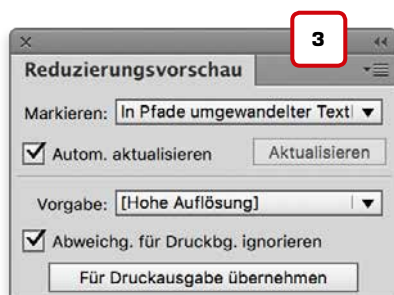 3
Reduzierungsvorschau
Markieren: In Pfade umgewandelter Text
Autom. aktualisieren Aktualisieren
Vorgabe: [Hohe Auflösung]
Abweichg. für Druckbg. ignorieren
Für Druckausgabe übernehmen